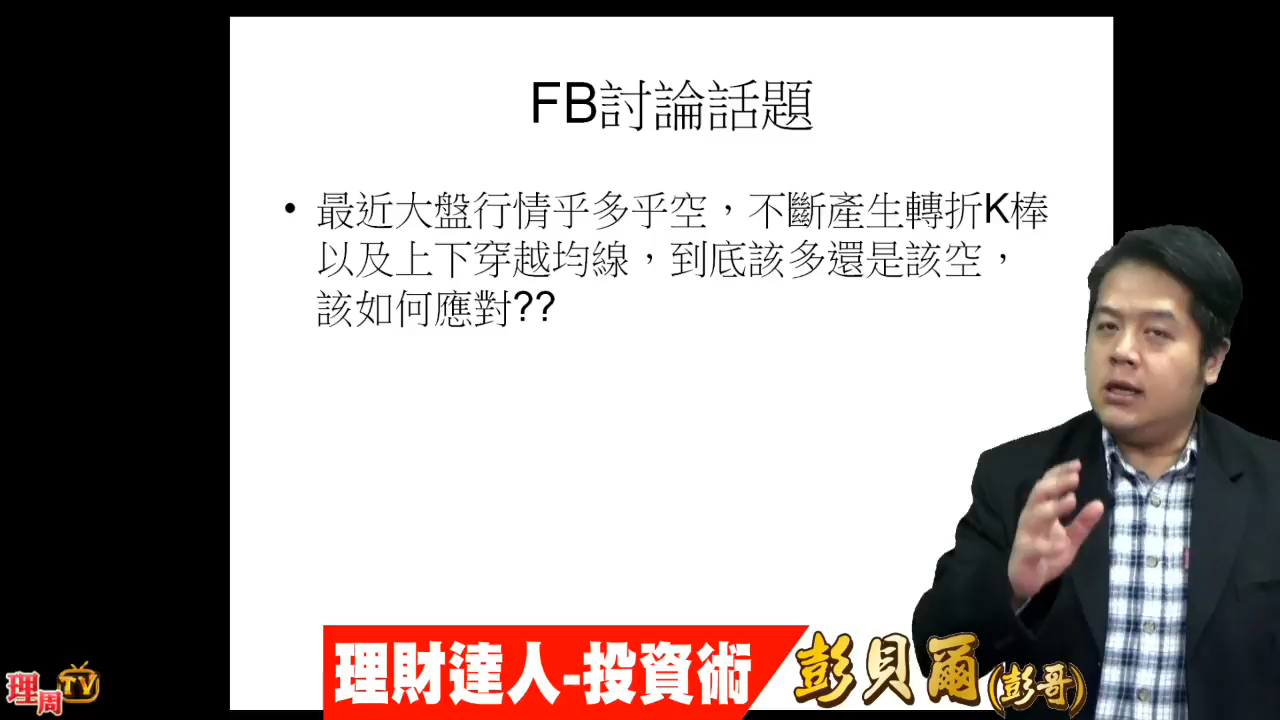 FB討論話題
• 最近大盤行情乎多乎空，不斷產生轉折K棒
以及上下穿越均線，到底該多還是該空，
該如何應對??
理財達人-投資術
彭貝爾(彭哥)
理周TV